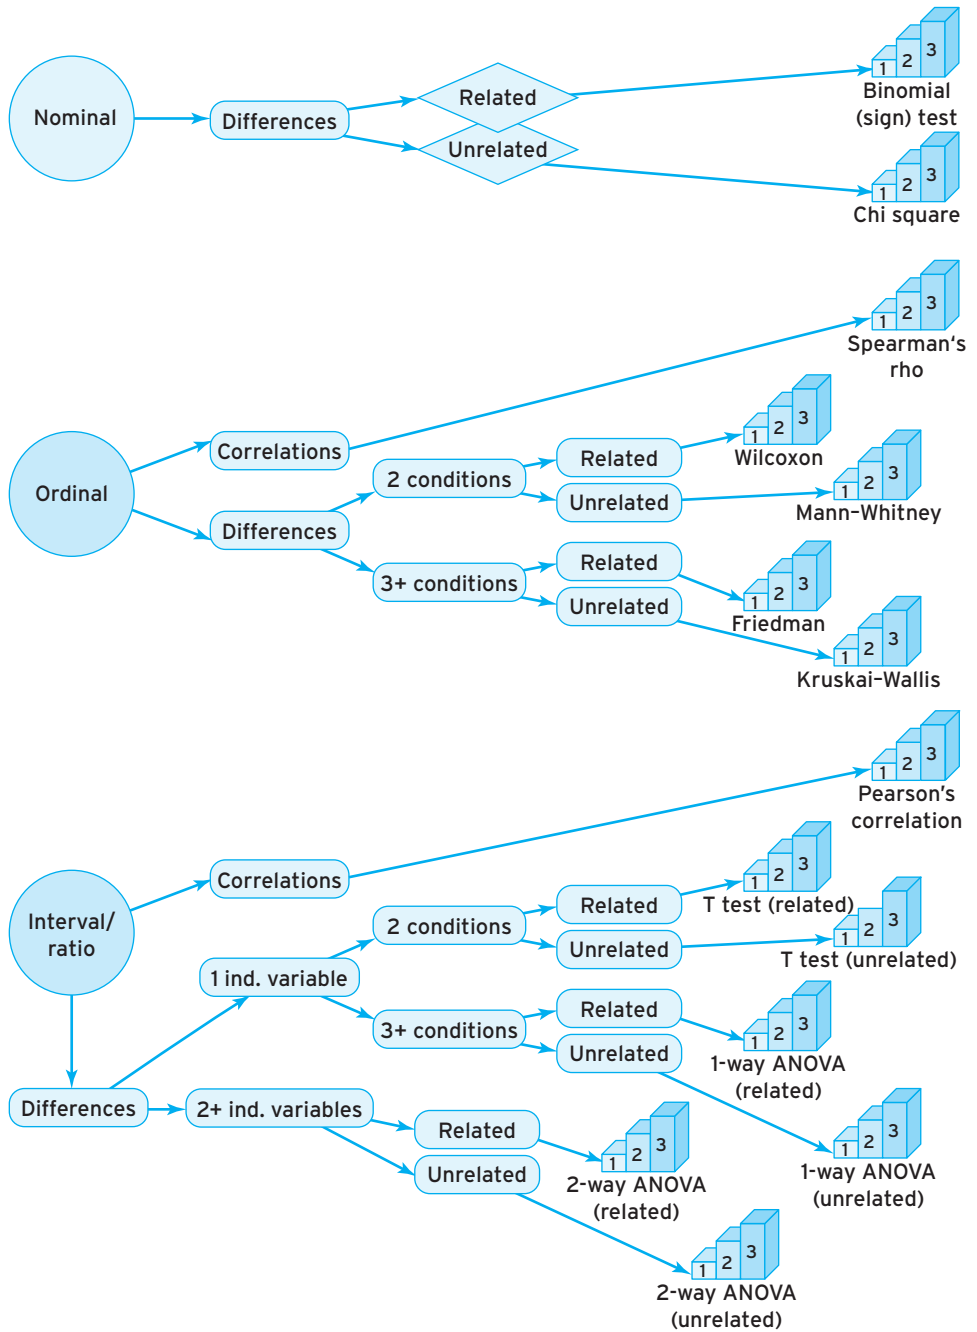 Nominal
Differences
Related
Unrelated
1 2 3
Binomial
(sign) test
1 2 3
Chi square
Ordinal
Correlations
1 2 3
Spearman‘s
rho
Differences
2 conditions
Related
1 2 3
Wilcoxon
Unrelated
1 2 3
Mann–Whitney
3+ conditions
Related
1 2 3
Friedman
Unrelated
1 2 3
Kruskai–Wallis
Interval/
ratio
Correlations
1 2 3
Pearson’s
correlation
Differences
1 ind. variable
2 conditions
Related
1 2 3
T test (related)
Unrelated
1 2 3
T test (unrelated)
3+ conditions
Related
1 2 3
1-way ANOVA
(related)
Unrelated
1 2 3
1-way ANOVA
(unrelated)
2+ ind. variables
Related
1 2 3
2-way ANOVA
(related)
Unrelated
1 2 3
2-way ANOVA
(unrelated)